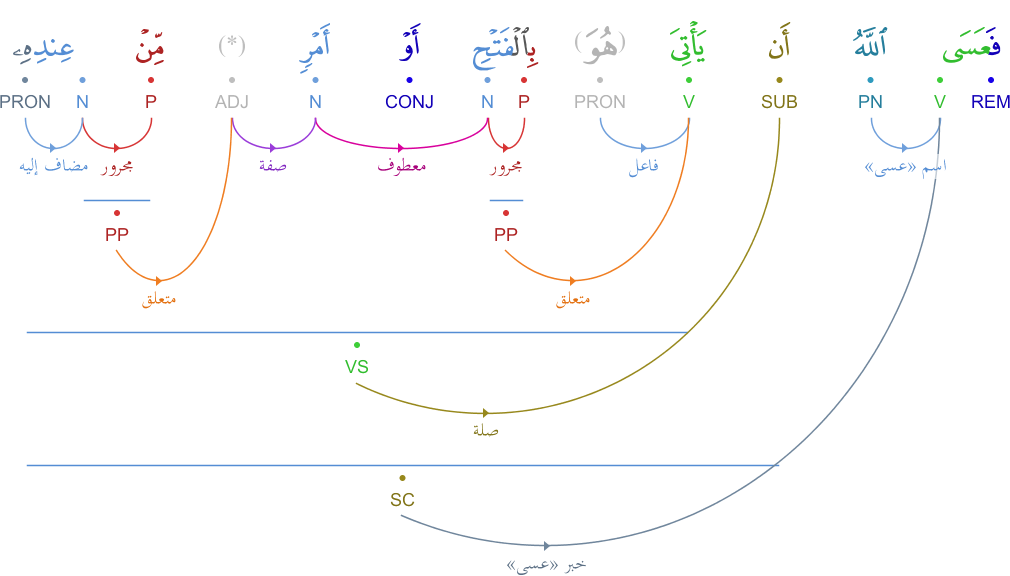 فَعَسَى ٱللَّهُ أَن يَأْتِىَ (هُوَ) بِٱلْفَتْحِ أَوْ أَمْرٍ (*) مِّنْ عِندِهِۦ
REM V PN SUB V PRON P N CONJ N ADJ P N PRON
اسم «عسى» فاعل مجرور معطوف صفة مجرور مضاف إليه
PP PP
متعلق متعلق
VS
صلة
SC
خبر «عسى»